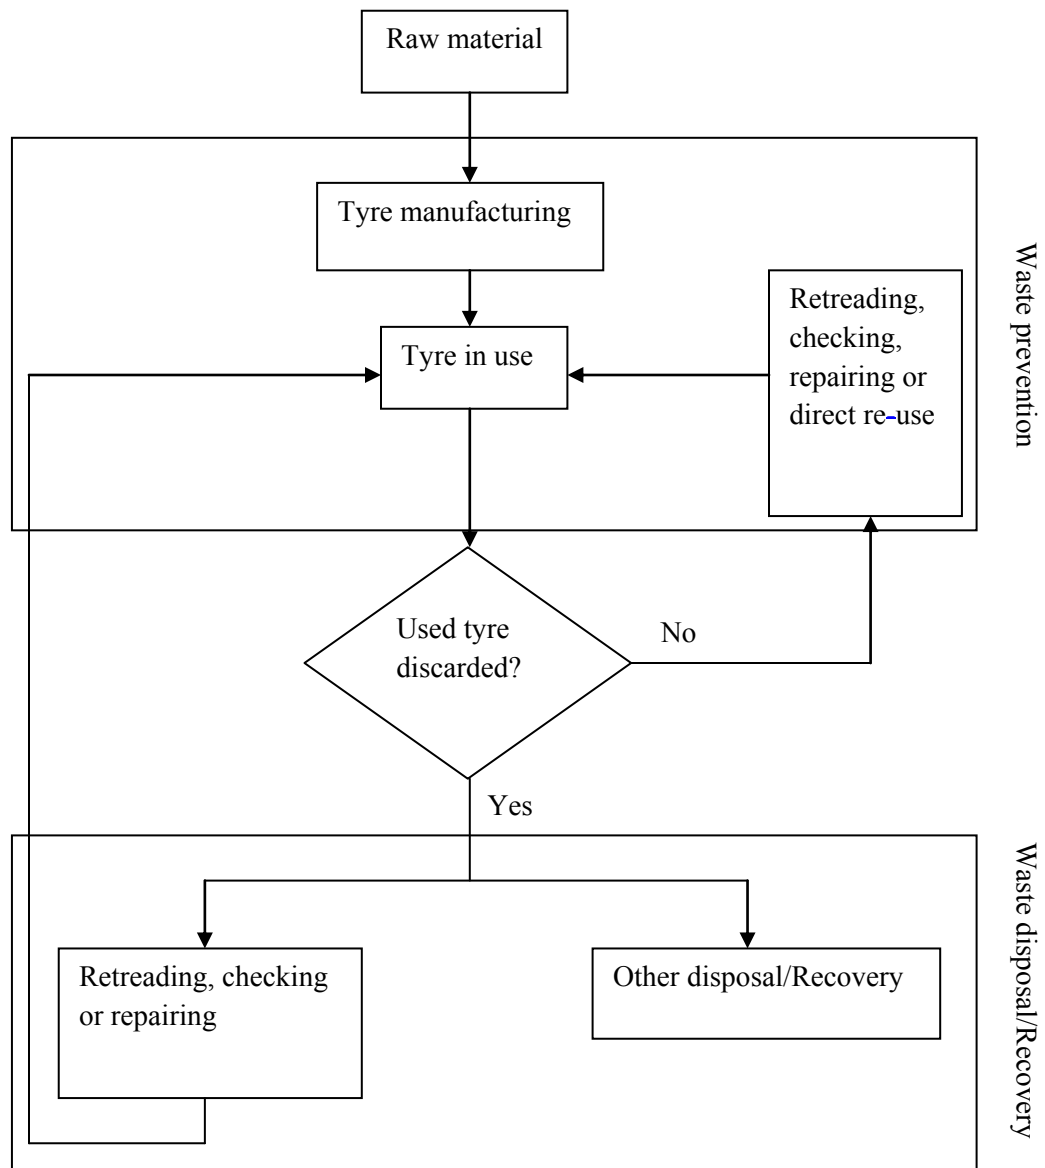 Raw material
Tyre manufacturing
Tyre in use
Retreading,
checking,
repairing or
direct re-use
Waste prevention
Used tyre
discarded?
No
Yes
Retreading, checking
or repairing
Other disposal/Recovery
Waste disposal/Recovery